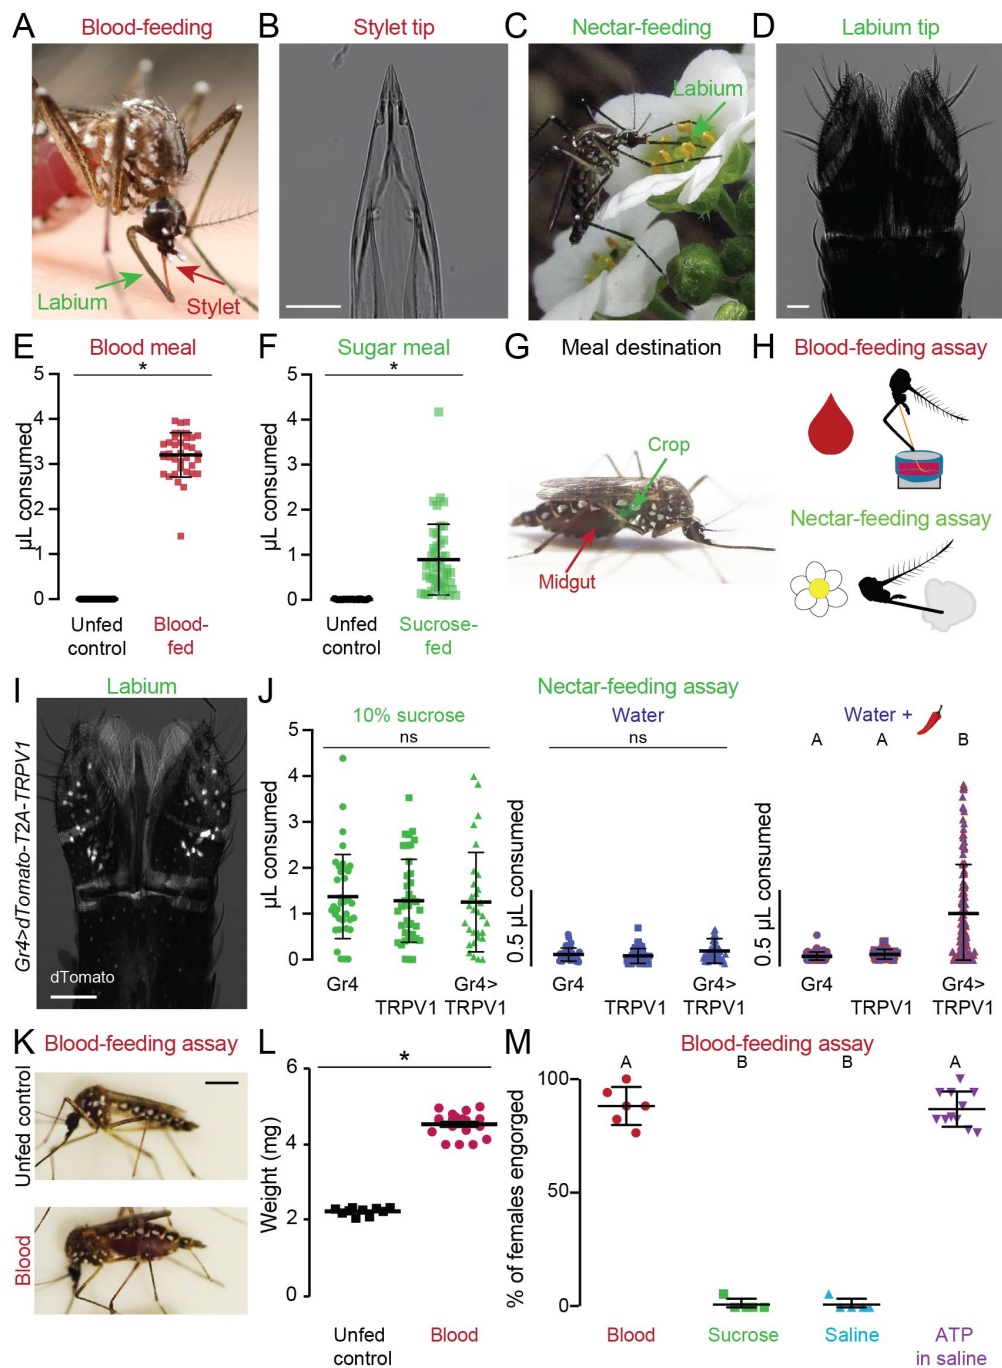 A Blood-feeding
Labium
Stylet
B Stylet tip
C Nectar-feeding
Labium
D Labium tip
E Blood meal
*
µL consumed
5
4
3
2
1
0
Unfed
control
Blood-
fed
F Sugar meal
*
µL consumed
5
4
3
2
1
0
Unfed
control
Sucrose-
fed
G Meal destination
Crop
Midgut
H Blood-feeding assay
Nectar-feeding assay
I Labium
Gr4>dTomato-T2A-TRPV1
dTomato
J Nectar-feeding assay
10% sucrose
ns
µL consumed
5
4
3
2
1
0
Gr4
TRPV1
Gr4>
TRPV1
Water
ns
0.5 µL consumed
Gr4
TRPV1
Gr4>
TRPV1
Water +
A A B
0.5 µL consumed
Gr4
TRPV1
Gr4>
TRPV1
K Blood-feeding assay
Unfed control
Blood
L
*
Weight (mg)
6
4
2
0
Unfed
control
Blood
M Blood-feeding assay
A B B A
% of females engorged
100
50
0
Blood
Sucrose
Saline
ATP
in saline